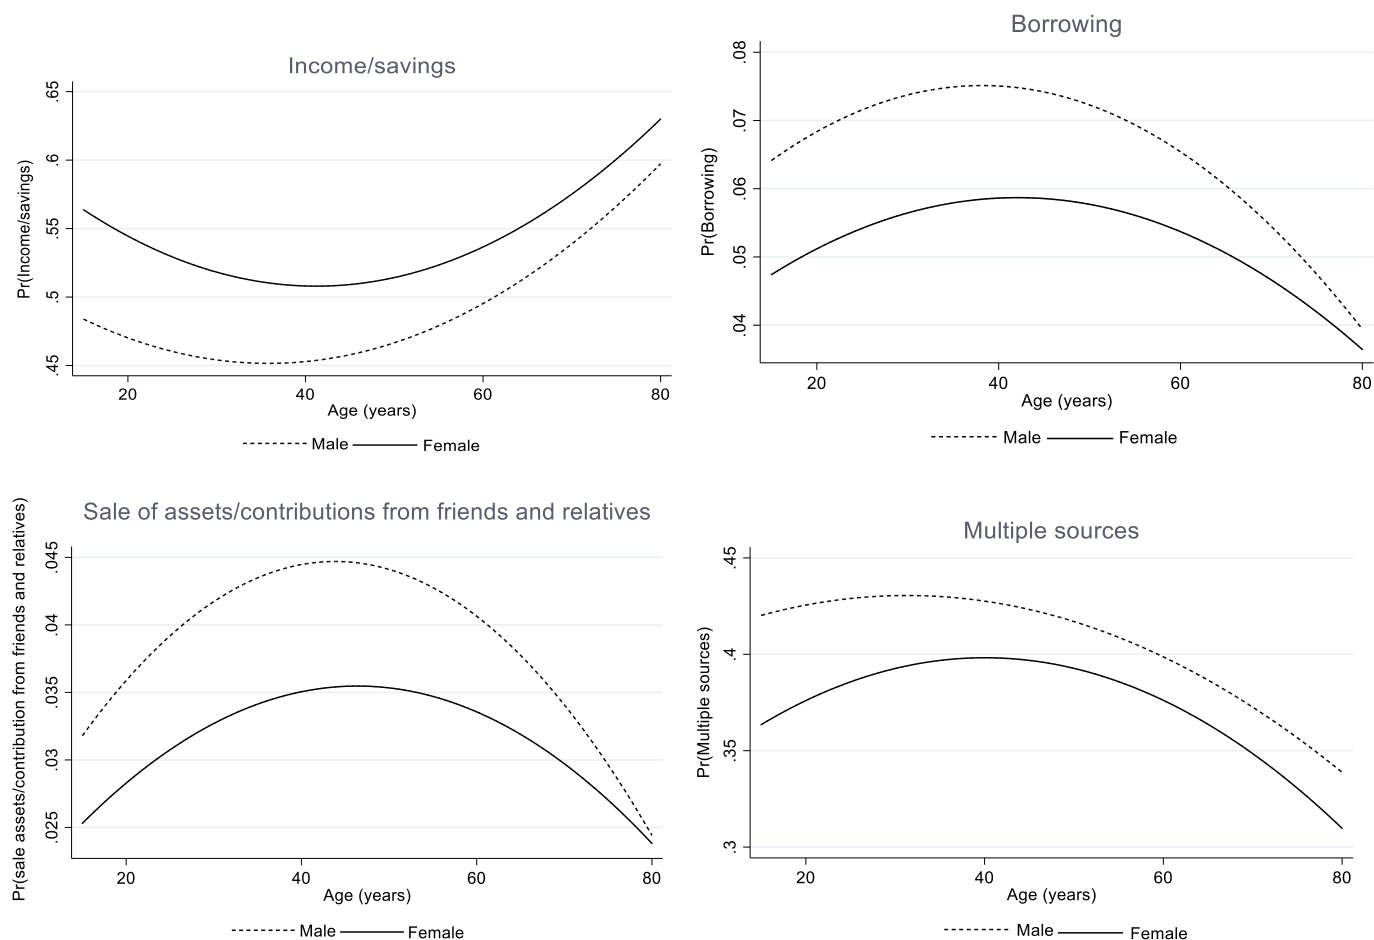 Income/savings
Pr(Income/savings)
.65
.6
.55
.5
.45
20 40 60 80
Age (years)
Male Female
Borrowing
Pr(Borrowing)
.08
.07
.06
.05
.04
20 40 60 80
Age (years)
Male Female
Sale of assets/contributions from friends and relatives
Pr(sale assets/contribution from friends and relatives)
.045
.04
.035
.03
.025
20 40 60 80
Age (years)
Male Female
Multiple sources
Pr(Multiple sources)
.45
.4
.35
.3
20 40 60 80
Age (years)
Male Female